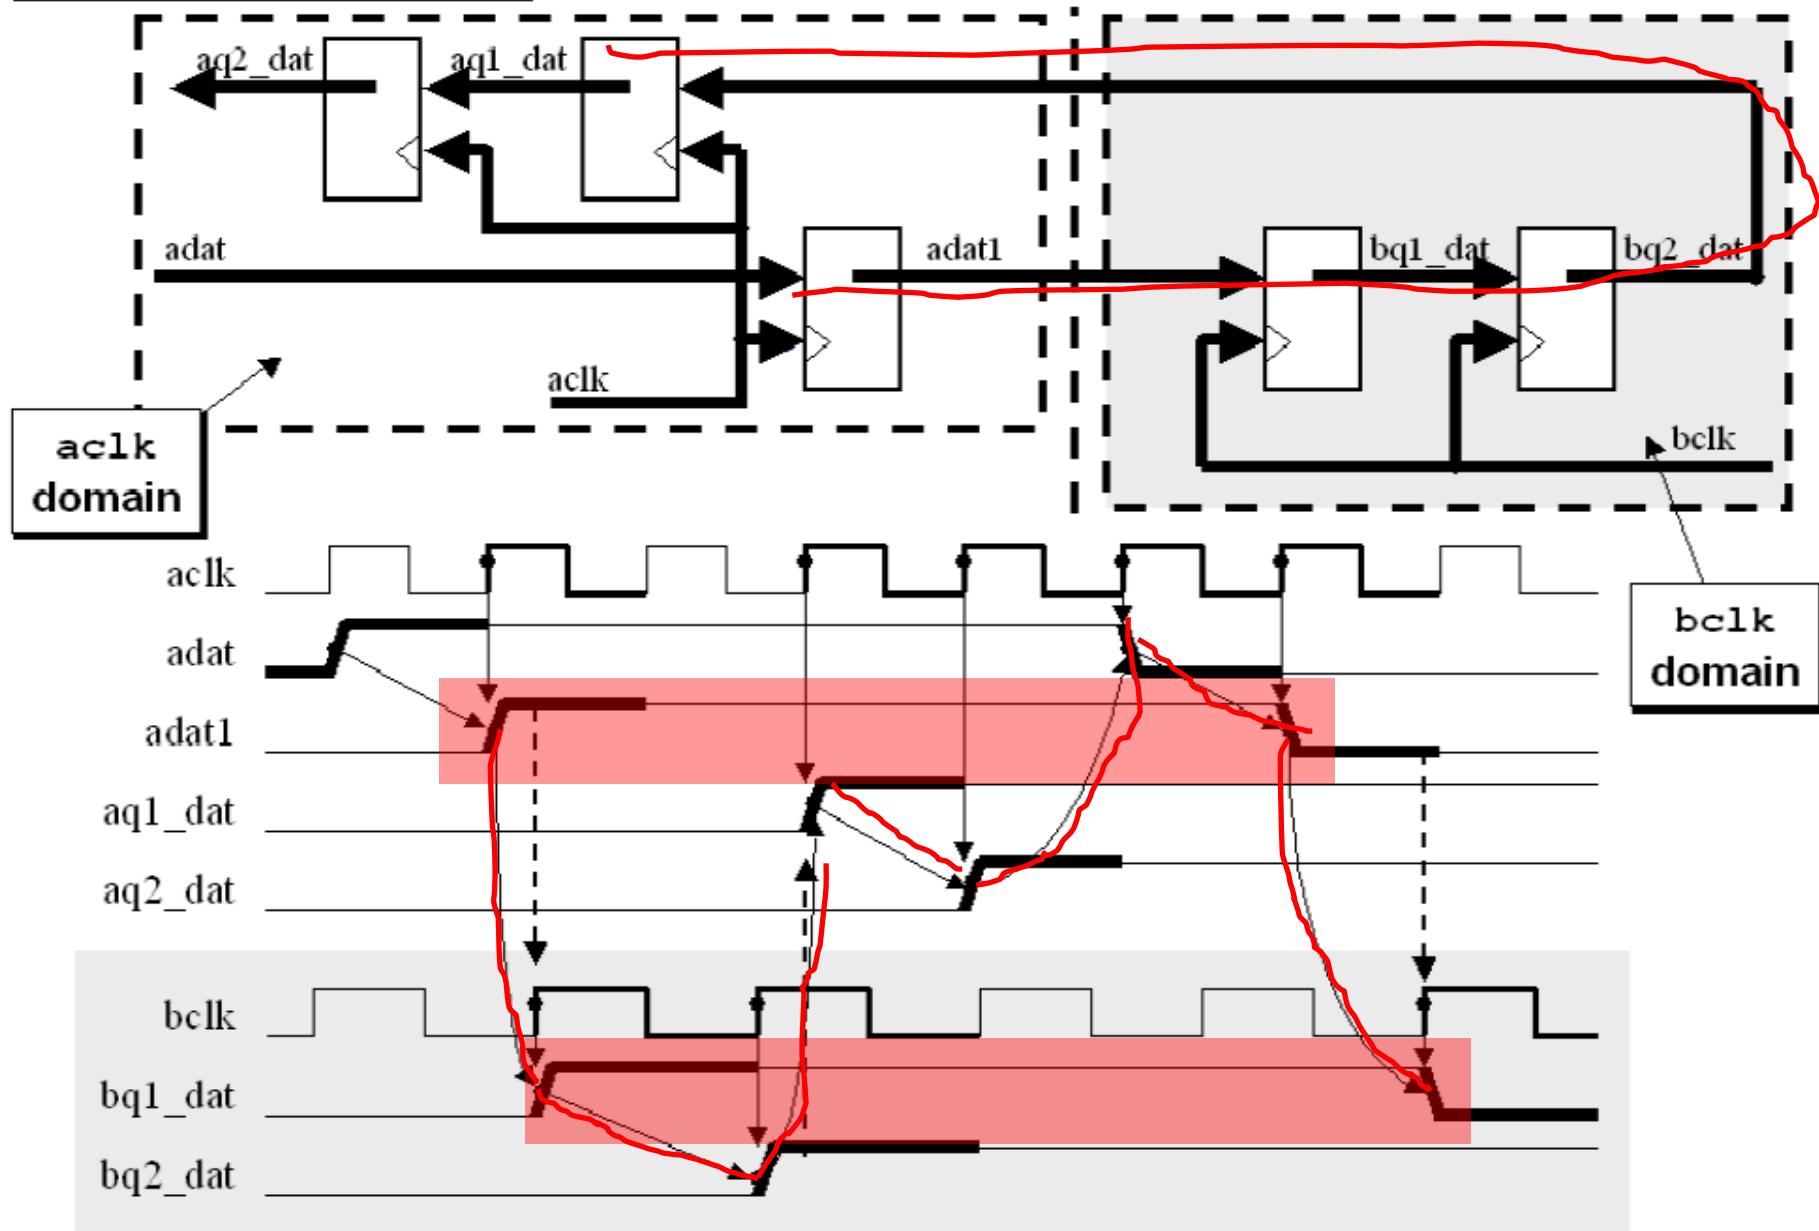 aq2_dat
aq1_dat
adat
adat1
bq1_dat
bq2_dat
aclk
bclk
aclk
domain
aclk
adat
bclk
domain
adat1
aq1_dat
aq2_dat
bclk
bq1_dat
bq2_dat